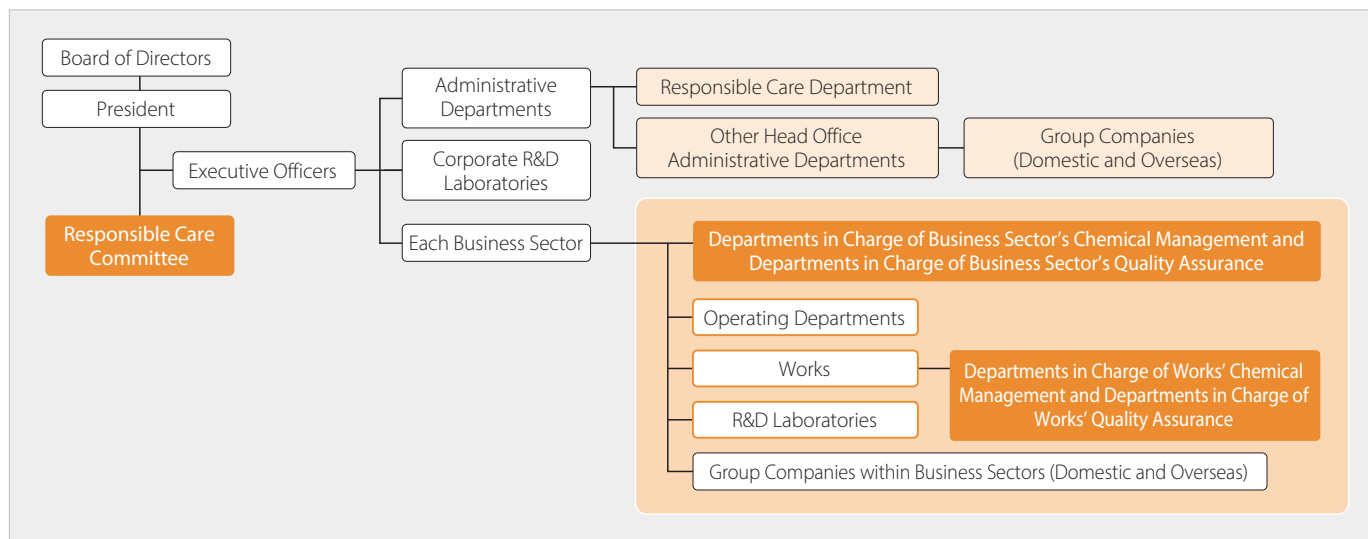 Board of Directors
President
Executive Officers
Responsible Care
Committee
Administrative
Departments
Corporate R&D
Laboratories
Each Business Sector
Responsible Care Department
Other Head Office
Administrative Departments
Group Companies
(Domestic and Overseas)
Departments in Charge of Business Sector’s Chemical Management and
Departments in Charge of Business Sector’s Quality Assurance
Operating Departments
Works
Departments in Charge of Works’ Chemical
Management and Departments in Charge of
Works’ Quality Assurance
R&D Laboratories
Group Companies within Business Sectors (Domestic and Overseas)